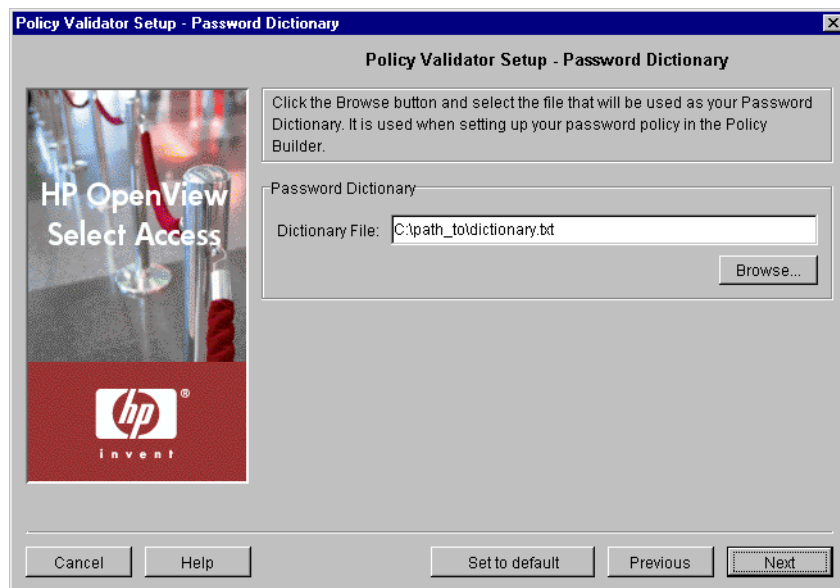 Policy Validator Setup - Password Dictionary
Policy Validator Setup - Password Dictionary
HP OpenView
Select Access
hp
®
invent
Click the Browse button and select the file that will be used as your Password
Dictionary. It is used when setting up your password policy in the Policy
Builder.
Password Dictionary
Dictionary File: C:\path_to\dictionary.txt
Browse...
Cancel Help Set to default Previous Next